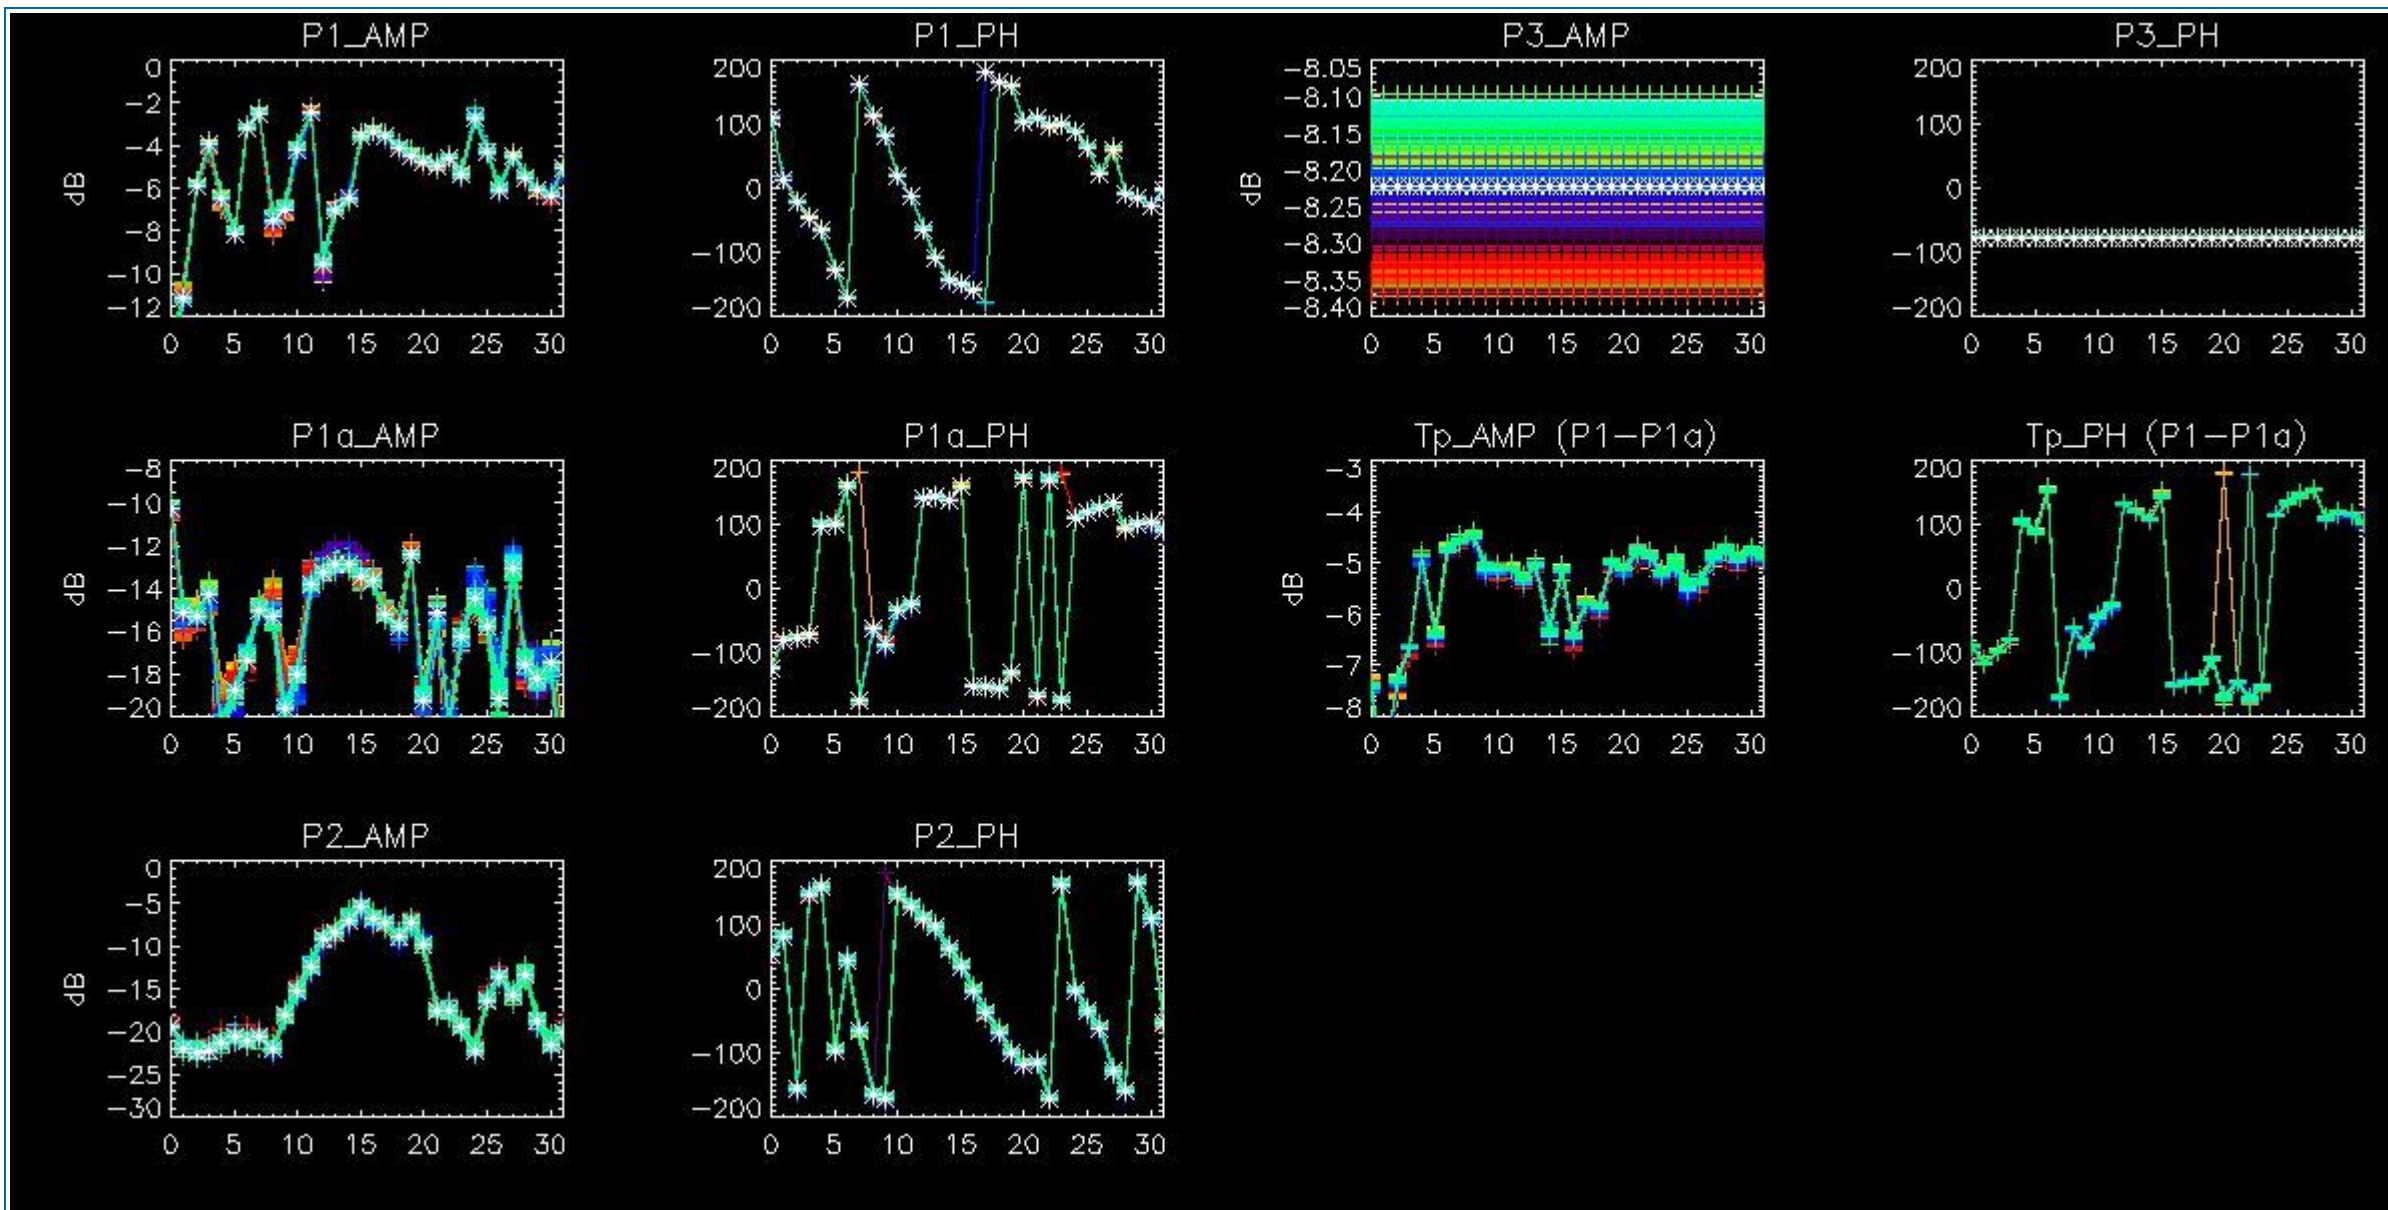 P1_AMP
dB
0
−2
−4
−6
−8
−10
−12
0 5 10 15 20 25 30
P1_PH
200
100
0
−100
−200
0 5 10 15 20 25 30
P3_AMP
dB
−8.05
−8.10
−8.15
−8.20
−8.25
−8.30
−8.35
−8.40
0 5 10 15 20 25 30
P3_PH
200
100
0
−100
−200
0 5 10 15 20 25 30
P1a_AMP
dB
−8
−10
−12
−14
−16
−18
−20
0 5 10 15 20 25 30
P1a_PH
200
100
0
−100
−200
0 5 10 15 20 25 30
Tp_AMP (P1−P1a)
dB
−3
−4
−5
−6
−7
−8
0 5 10 15 20 25 30
Tp_PH (P1−P1a)
200
100
0
−100
−200
0 5 10 15 20 25 30
P2_AMP
dB
0
−5
−10
−15
−20
−25
−30
0 5 10 15 20 25 30
P2_PH
200
100
0
−100
−200
0 5 10 15 20 25 30